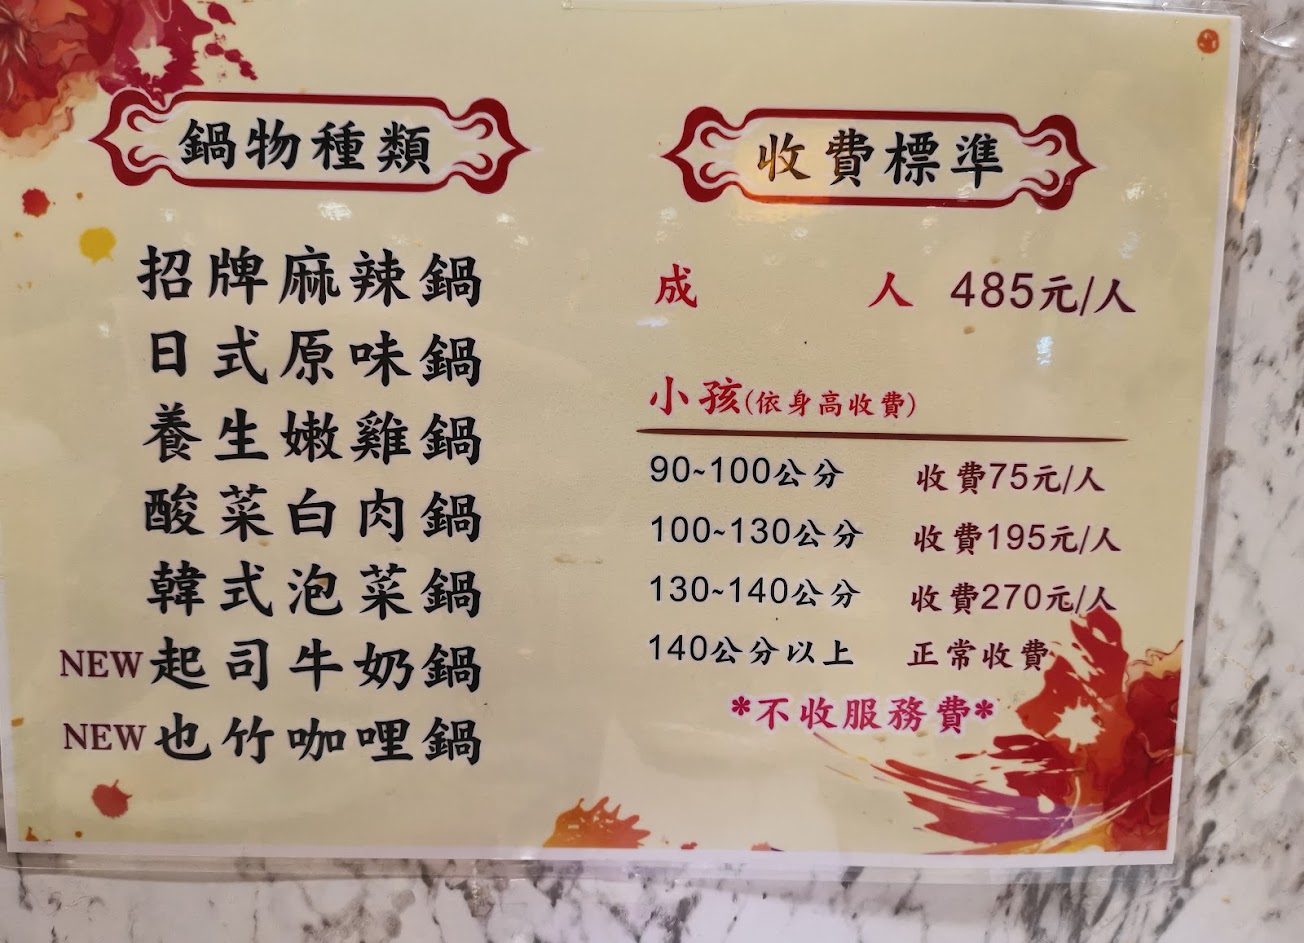 鍋物種類
招牌麻辣鍋
日式原味鍋
養生嫩雞鍋
酸菜白肉鍋
韓式泡菜鍋
NEW起司牛奶鍋
NEW也竹咖哩鍋
收費標準
成 人 485元/人
小孩(依身高收費)
90~100公分 收費75元/人
100~130公分 收費195元/人
130~140公分 收費270元/人
140公分以上 正常收費
*不收服務費*